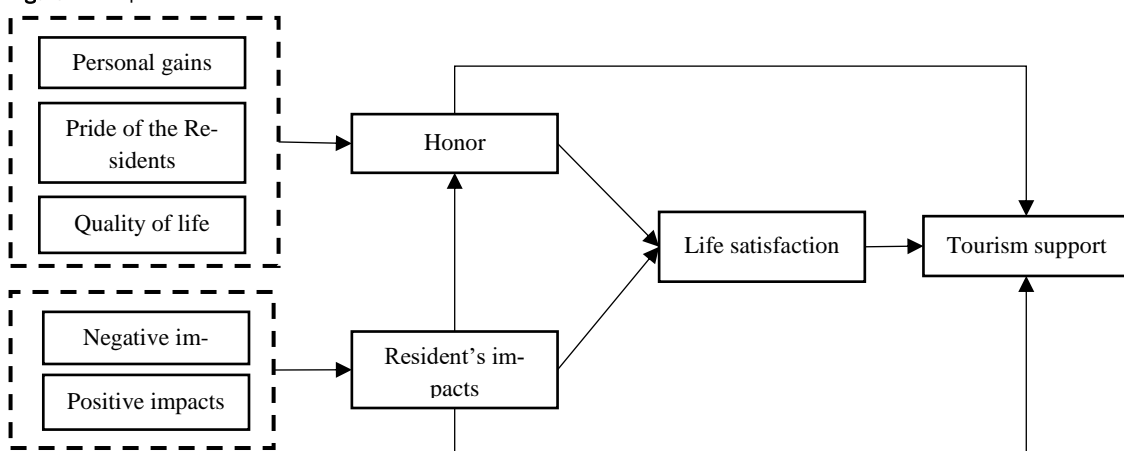 Personal gains
Pride of the Re-
sidents
Quality of life
Honor
Life satisfaction
Tourism support
Negative im-
Positive impacts
Resident’s im-
pacts